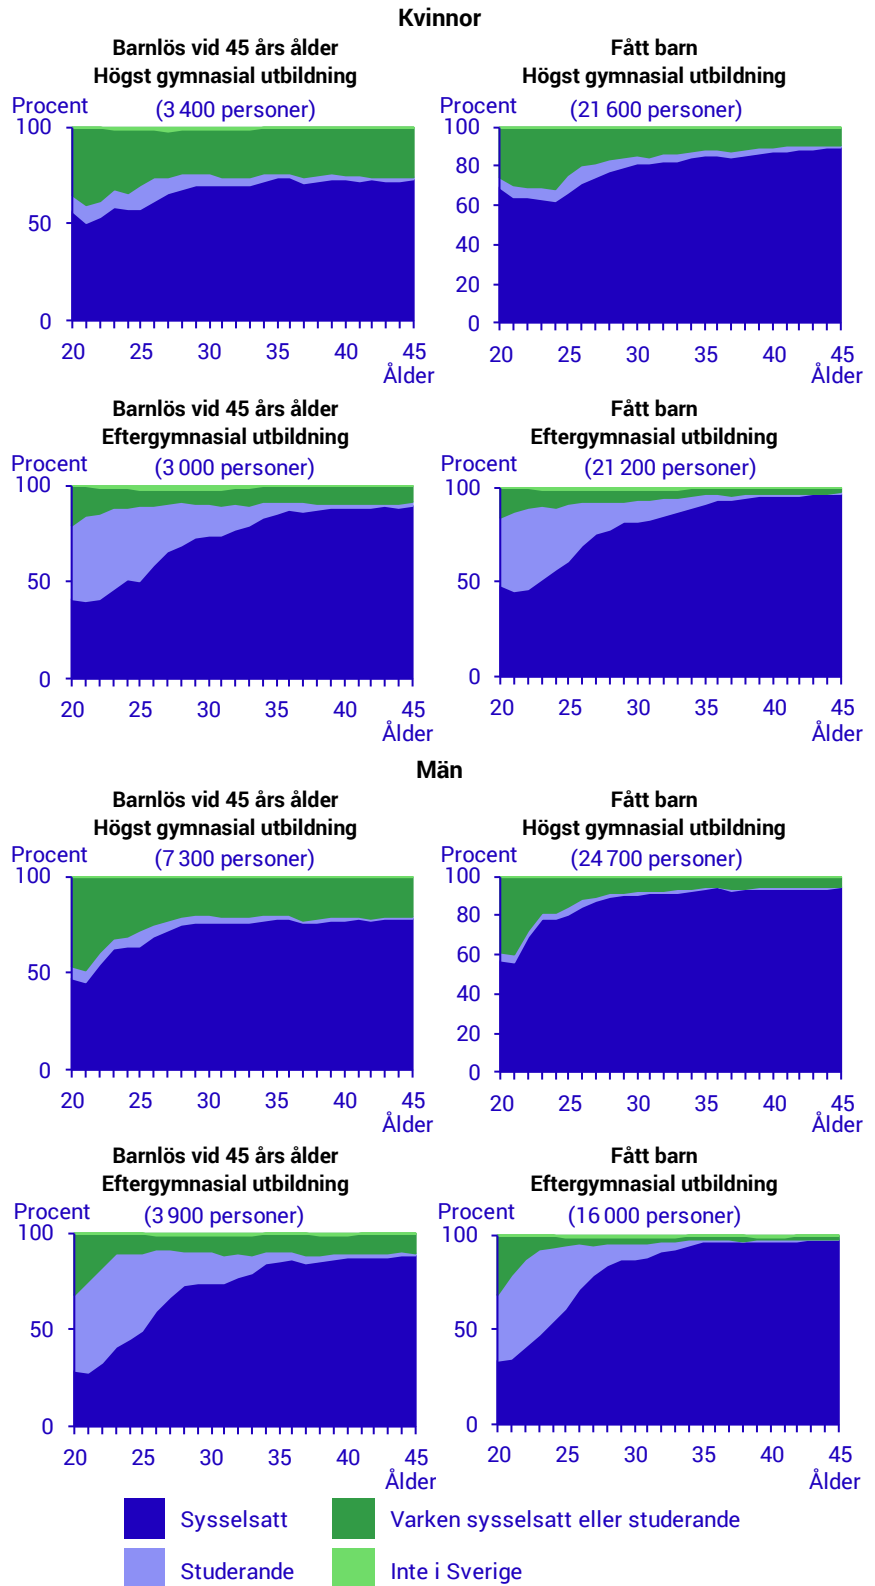 Kvinnor
Barnlös vid 45 års ålder
Högst gymnasial utbildning
Procent (3 400 personer)
100
50
0
20 25 30 35 40 45
Ålder
Fått barn
Högst gymnasial utbildning
Procent (21 600 personer)
100
80
60
40
20
0
20 25 30 35 40 45
Ålder
Barnlös vid 45 års ålder
Eftergymnasial utbildning
Procent (3 000 personer)
100
50
0
20 25 30 35 40 45
Ålder
Fått barn
Eftergymnasial utbildning
Procent (21 200 personer)
100
50
0
20 25 30 35 40 45
Ålder
Män
Barnlös vid 45 års ålder
Högst gymnasial utbildning
Procent (7 300 personer)
100
50
0
20 25 30 35 40 45
Ålder
Fått barn
Högst gymnasial utbildning
Procent (24 700 personer)
100
80
60
40
20
0
20 25 30 35 40 45
Ålder
Barnlös vid 45 års ålder
Eftergymnasial utbildning
Procent (3 900 personer)
100
50
0
20 25 30 35 40 45
Ålder
Fått barn
Eftergymnasial utbildning
Procent (16 000 personer)
100
50
0
20 25 30 35 40 45
Ålder
Sysselsatt
Varken sysselsatt eller studerande
Studerande
Inte i Sverige